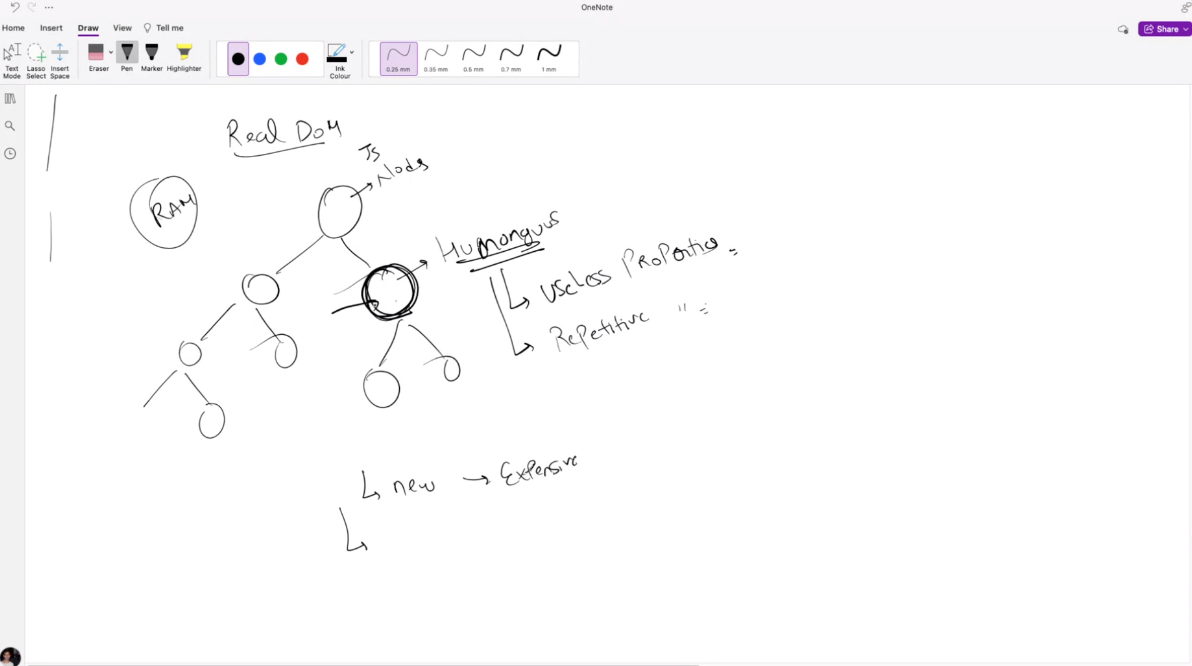 OneNote
Home Insert Draw View Tell me
Share
Text Mode
Lasso Select
Insert Space
Eraser
Pen
Marker
Highlighter
Ink Colour
0.25 mm
0.35 mm
0.5 mm
0.7 mm
1 mm
Real DOM
JS
Nodes
RAM
Humongus
Useless Properties
Repetitive "
new → Expensive